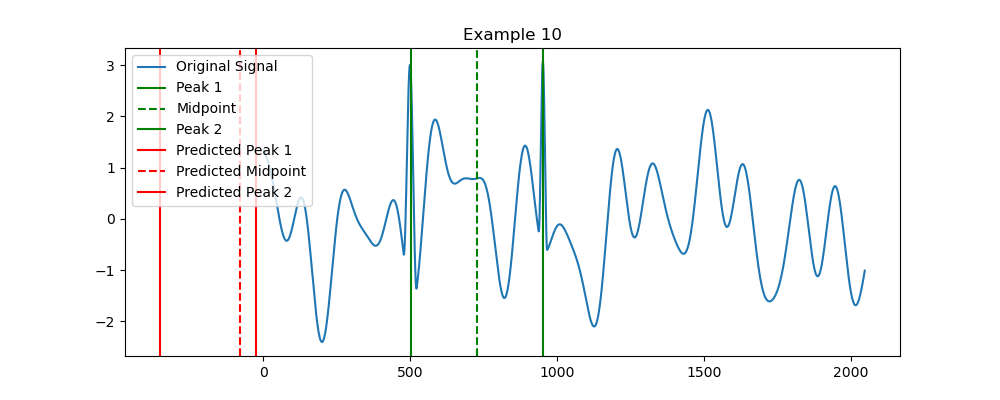 Example 10
Original Signal
Peak 1
Midpoint
Peak 2
Predicted Peak 1
Predicted Midpoint
Predicted Peak 2
3
2
1
0
−1
−2
0 500 1000 1500 2000